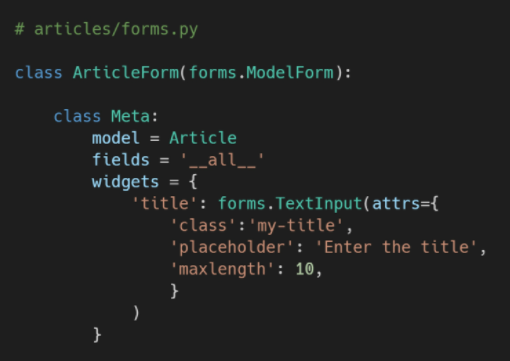 # articles/forms.py
class ArticleForm(forms.ModelForm):
class Meta:
model = Article
fields = '__all__'
widgets = {
'title': forms.TextInput(attrs={
'class':'my-title',
'placeholder': 'Enter the title',
'maxlength': 10,
}
)
}